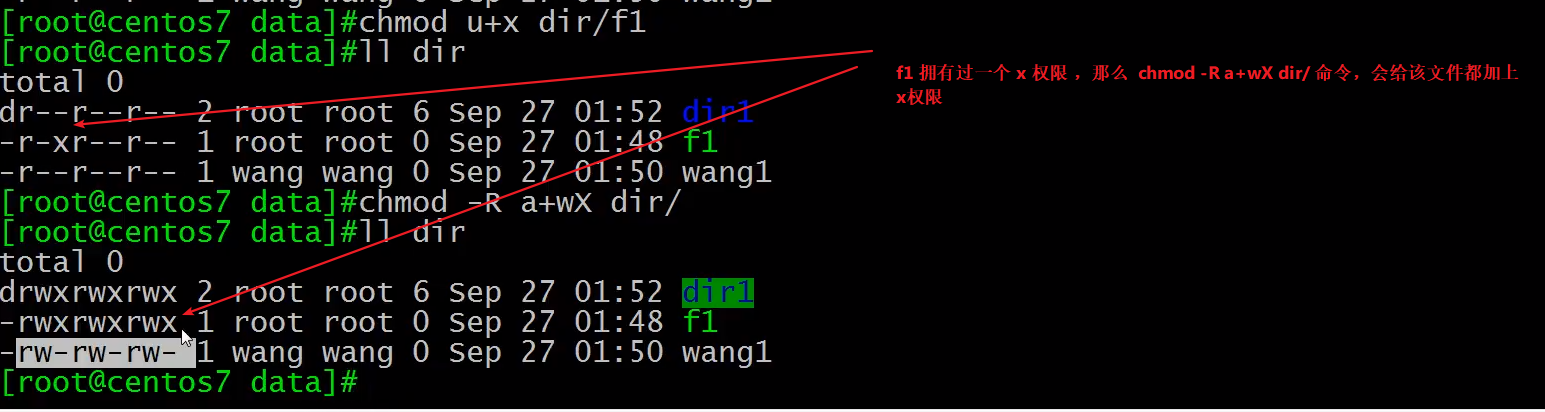 [root@centos7 data]#chmod u+x dir/f1
[root@centos7 data]#ll dir
total 0
dr--r--r-- 2 root root 6 Sep 27 01:52 dir1
-r-xr--r-- 1 root root 0 Sep 27 01:48 f1
-r--r--r-- 1 wang wang 0 Sep 27 01:50 wang1
[root@centos7 data]#chmod -R a+wX dir/
[root@centos7 data]#ll dir
total 0
drwxrwxrwx 2 root root 6 Sep 27 01:52 dir1
-rwxrwxrwx 1 root root 0 Sep 27 01:48 f1
-rw-rw-rw- 1 wang wang 0 Sep 27 01:50 wang1
[root@centos7 data]#
f1 拥有过一个 x 权限 ，那么 chmod -R a+wX dir/ 命令，会给该文件都加上
x权限